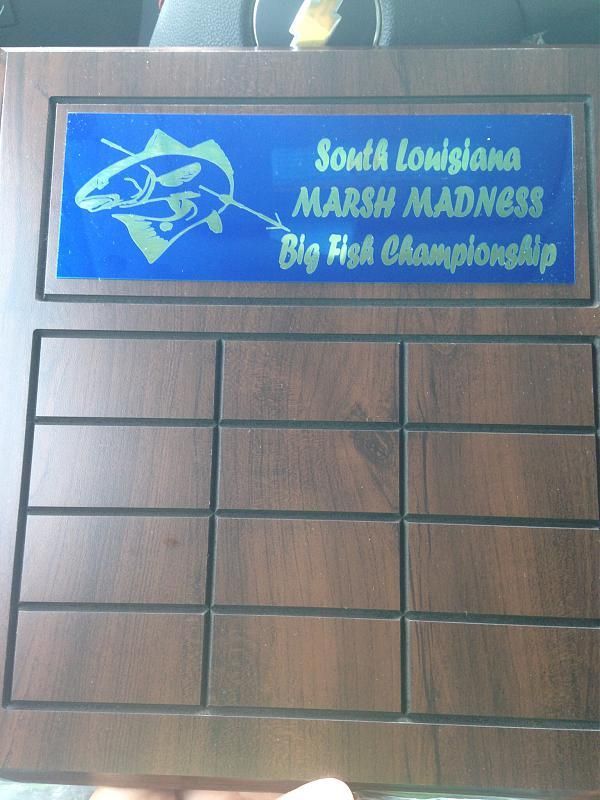 South Louisiana
MARSH MADNESS
Big Fish Championship